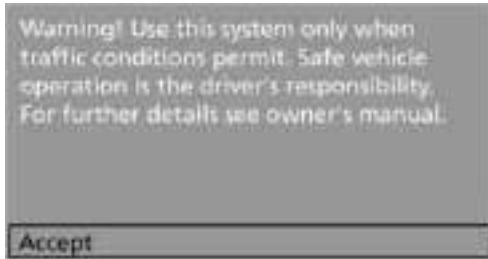 Warning! Use this system only when
traffic conditions permit. Safe vehicle
operation is the driver's responsibility.
For further details see owner's manual.
Accept